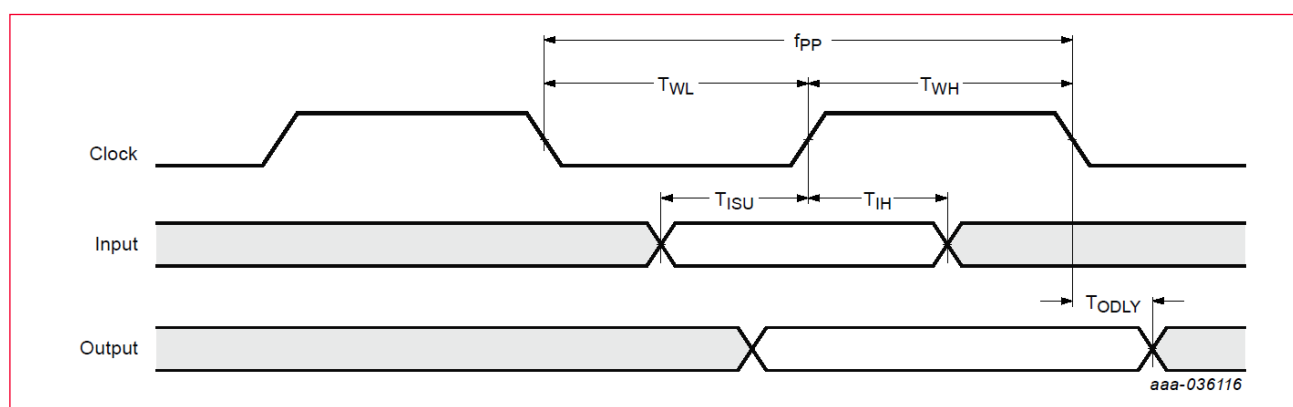 fPP
TWL
TWH
Clock
TISU
TIH
Input
TODLY
Output
aaa-036116